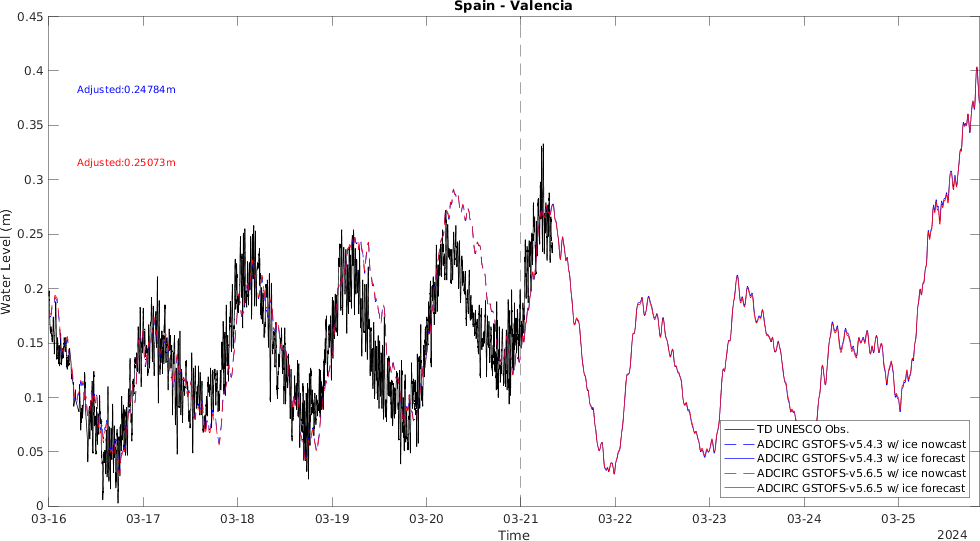 Spain - Valencia
0.45
0.4
0.35
0.3
0.25
0.2
0.15
0.1
0.05
0
Water Level (m)
Adjusted:0.24784m
Adjusted:0.25073m
TD UNESCO Obs.
ADCIRC GSTOFS-v5.4.3 w/ ice nowcast
ADCIRC GSTOFS-v5.4.3 w/ ice forecast
ADCIRC GSTOFS-v5.6.5 w/ ice nowcast
ADCIRC GSTOFS-v5.6.5 w/ ice forecast
03-16 03-17 03-18 03-19 03-20 03-21 03-22 03-23 03-24 03-25
Time
2024